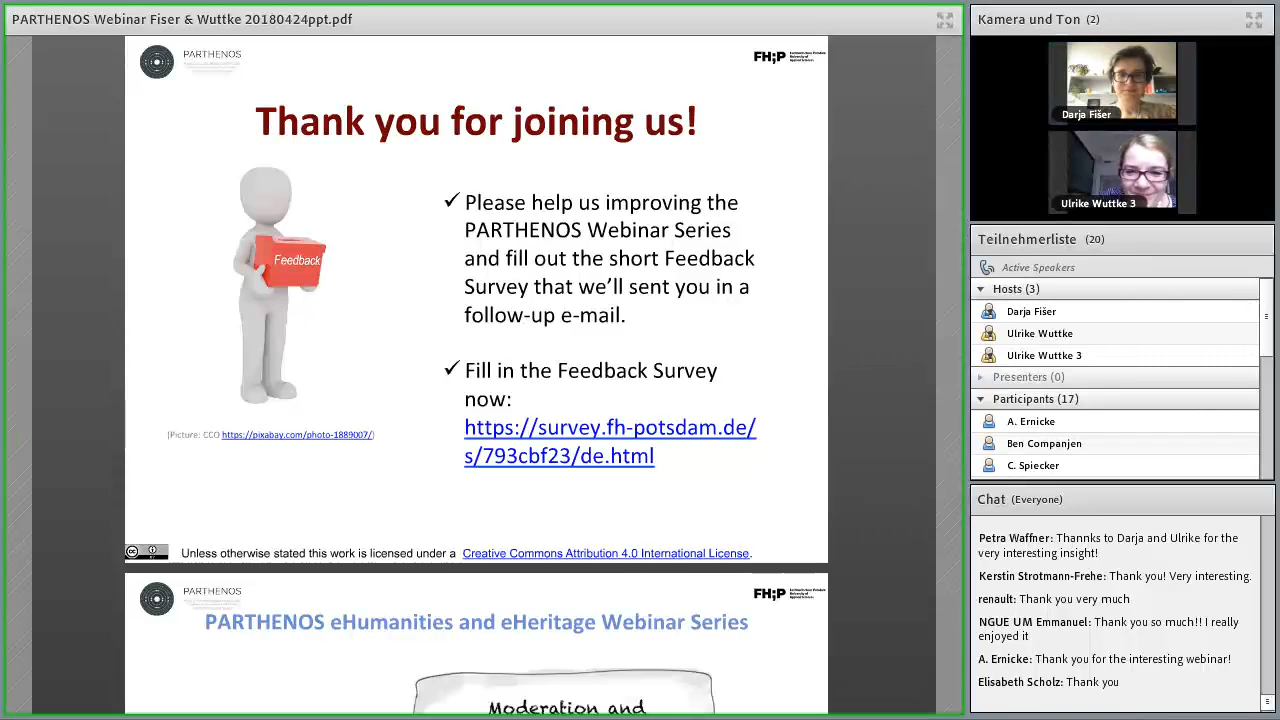 PARTHENOS Webinar Fiser & Wuttke 20180424ppt.pdf
PARTHENOS
FH;P
Thank you for joining us!
Feedback
✓ Please help us improving the
PARTHENOS Webinar Series
and fill out the short Feedback
Survey that we’ll sent you in a
follow-up e-mail.
✓ Fill in the Feedback Survey
now:
https://survey.fh-potsdam.de/
s/793cbf23/de.html
[Picture: CC0 https://pixabay.com/photo-1889007/]
Unless otherwise stated this work is licensed under a Creative Commons Attribution 4.0 International License.
PARTHENOS
FH;P
PARTHENOS eHumanities and eHeritage Webinar Series
Moderation and
Kamera und Ton (2)
Darja Fišer
Ulrike Wuttke 3
Teilnehmerliste (20)
Active Speakers
Hosts (3)
Darja Fišer
Ulrike Wuttke
Ulrike Wuttke 3
Presenters (0)
Participants (17)
A. Ernicke
Ben Companjen
C. Spiecker
Chat (Everyone)
Petra Waffner: Thannks to Darja and Ulrike for the
very interesting insight!
Kerstin Strotmann-Frehe: Thank you! Very interesting.
renault: Thank you very much
NGUE UM Emmanuel: Thank you so much!! I really
enjoyed it
A. Ernicke: Thank you for the interesting webinar!
Elisabeth Scholz: Thank you